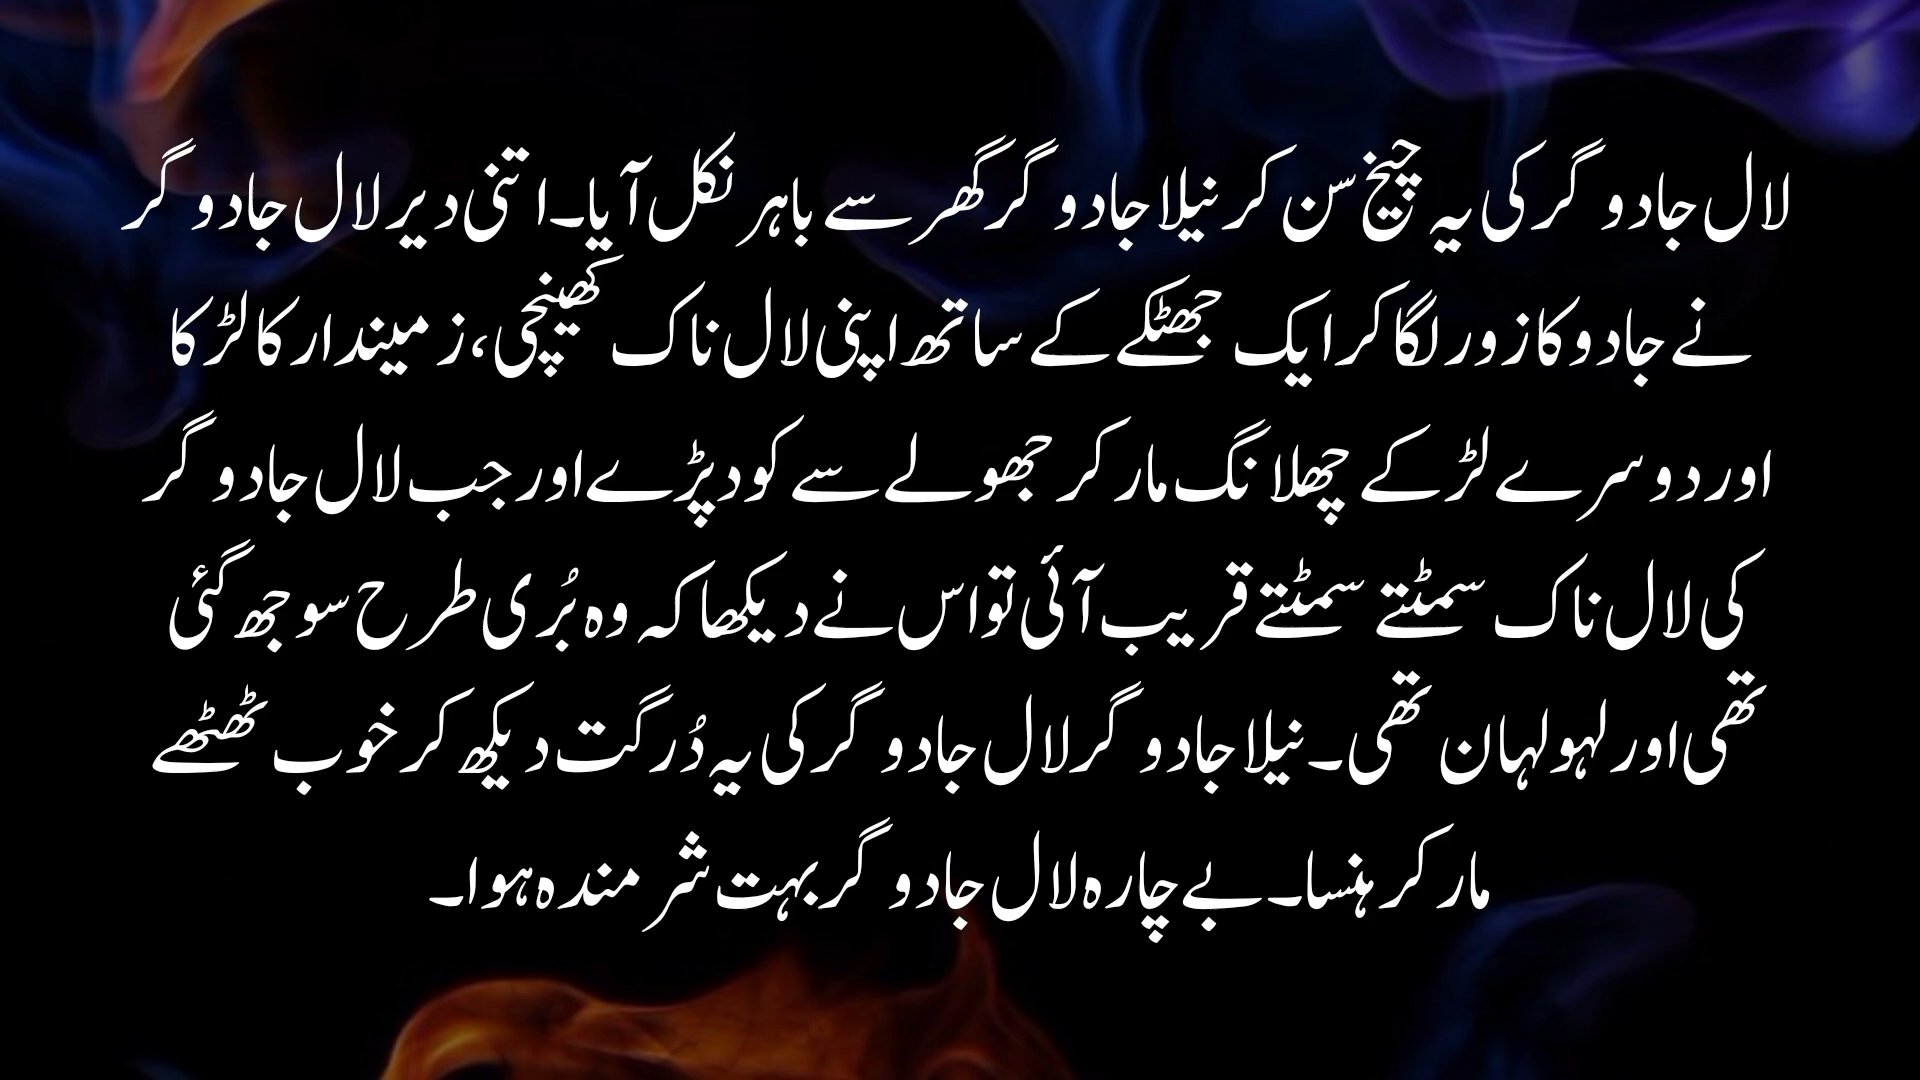 لال جادو گر کی یہ چیخ سن کر نیلا جادو گر گھر سے باہر نکل آیا۔ اتنی دیر لال جادو گر
نے جادو کا زور لگا کر ایک جھٹکے کے ساتھ اپنی لال ناک کھینچی، زمیندار کا لڑکا
اور دوسرے لڑکے چھلانگ مار کر جھولے سے کود پڑے اور جب لال جادو گر
کی لال ناک سمٹتے سمٹتے قریب آئی تو اس نے دیکھا کہ وہ بُری طرح سوجھ گئی
تھی اور لہولہان تھی۔ نیلا جادو گر لال جادو گر کی یہ دُرگت دیکھ کر خوب ٹھٹھے
مار کر ہنسا۔ بے چارہ لال جادو گر بہت شرمندہ ہوا۔